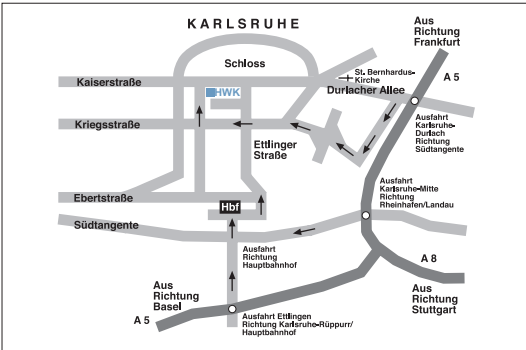 KARLSRUHE
Aus
Richtung
Frankfurt
A 5
Schloss
St. Bernhardus-
Kirche
Kaiserstraße
HWK
Durlacher Allee
Kriegsstraße
Ettlinger
Straße
Ausfahrt
Karlsruhe-
Durlach
Richtung
Südtangente
Ausfahrt
Karlsruhe-Mitte
Richtung
Rheinhafen/Landau
Ebertstraße
Hbf
Südtangente
Ausfahrt
Richtung
Hauptbahnhof
A 8
Aus
Richtung
Stuttgart
Aus
Richtung
Basel
A 5
Ausfahrt Ettlingen
Richtung Karlsruhe-Rüppurr/
Hauptbahnhof